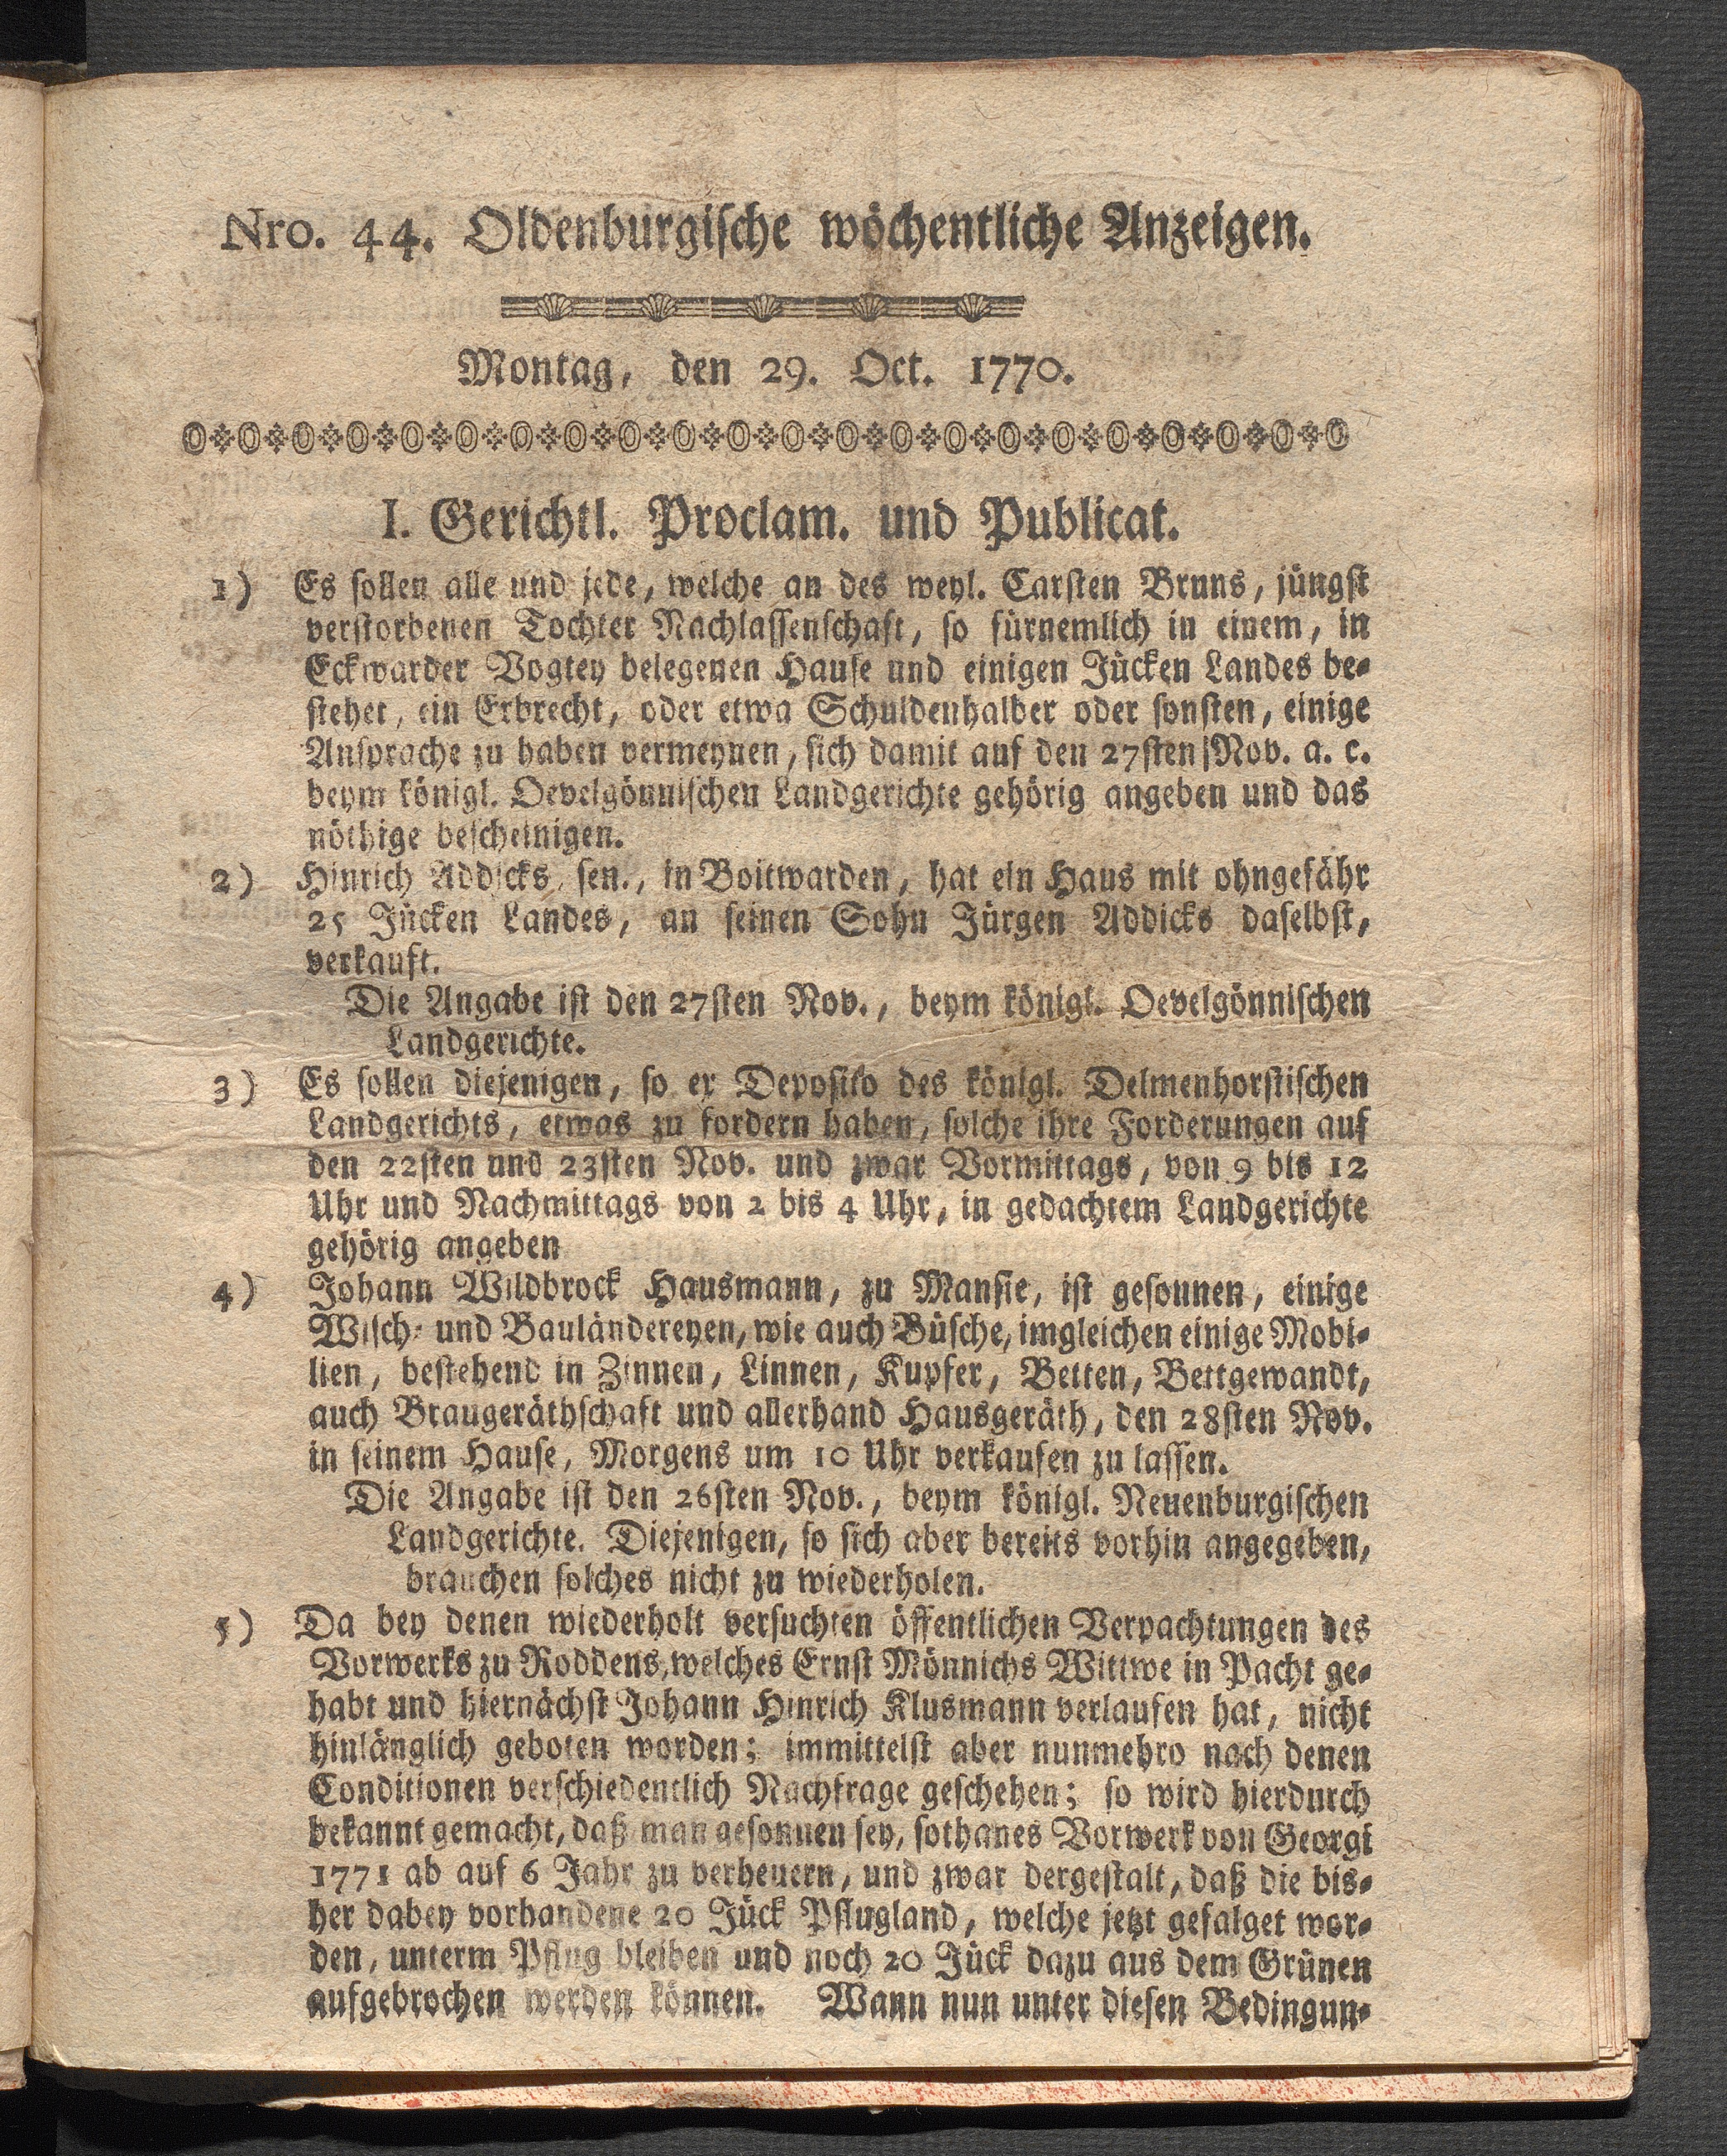 Nro. 44. Oldenburgische wöchentliche Anzeigen.
Montag, den 29. Oct. 1770.
I. Gerichtl. Proclam. und Publicat.
1) Es sollen alle und jede, welche an des weyl. Carsten Bruns, jüngst
verstorbenen Tochter Nachlassenschaft, so fürnemlich in einem, in
Eckwarder Vogtey belegenen Hause und einigen Jücken Landes be-
stehet, ein Erbrecht, oder etwa Schuldenhalber oder sonsten, einige
Ansprache zu haben vermeynen, sich damit auf den 27sten Nov. a. c.
beym königl. Oevelgönnischen Landgerichte gehörig angeben und das
nöthige bescheinigen.
2) Hinrich Addicks, sen., in Boitwarden, hat ein Haus mit ohngefähr
25 Jücken Landes, an seinen Sohn Jürgen Addicks daselbst,
verkauft.
Die Angabe ist den 27sten Nov., beym königl. Oevelgönnischen
Landgerichte.
3) Es sollen diejenigen, so ex Deposito des königl. Delmenhorstischen
Landgerichts, etwas zu fordern haben, solche ihre Forderungen auf
den 22sten und 23sten Nov. und zwar Vormittags, von 9 bis 12
Uhr und Nachmittags von 2 bis 4 Uhr, in gedachtem Landgerichte
gehörig angeben
4) Johann Wildbrock Hausmann, zu Mansie, ist gesonnen, einige
Wisch- und Bauländereyen, wie auch Büsche, imgleichen einige Mobi-
lien, bestehend in Zinnen, Linnen, Kupfer, Betten, Bettgewandt,
auch Braugeräthschaft und allerhand Hausgeräth, den 28sten Nov.
in seinem Hause, Morgens um 10 Uhr verkaufen zu lassen.
Die Angabe ist den 26sten Nov., beym königl. Neuenburgischen
Landgerichte. Diejenigen, so sich aber bereits vorhin angegeben,
brauchen solches nicht zu wiederholen.
5) Da bey denen wiederholt versuchten öffentlichen Verpachtungen des
Vorwerks zu Roddens, welches Ernst Mönnichs Wittwe in Pacht ge-
habt und hiernächst Johann Hinrich Klusmann verlaufen hat, nicht
hinlänglich geboten worden; immittelst aber nunmehro nach denen
Conditionen verschiedentlich Nachfrage geschehen; so wird hierdurch
bekannt gemacht, daß man gesonnen sey, sothanes Vorwerk von Georgi
1771 ab auf 6 Jahr zu verheuern, und zwar dergestalt, daß die bis-
her dabey vorhandene 20 Jück Pflugland, welche jetzt gefalget wor-
den, unterm Pflug bleiben und noch 20 Jück dazu aus dem Grünen
aufgebrochen werden können. Wann nun unter diesen Bedingun-